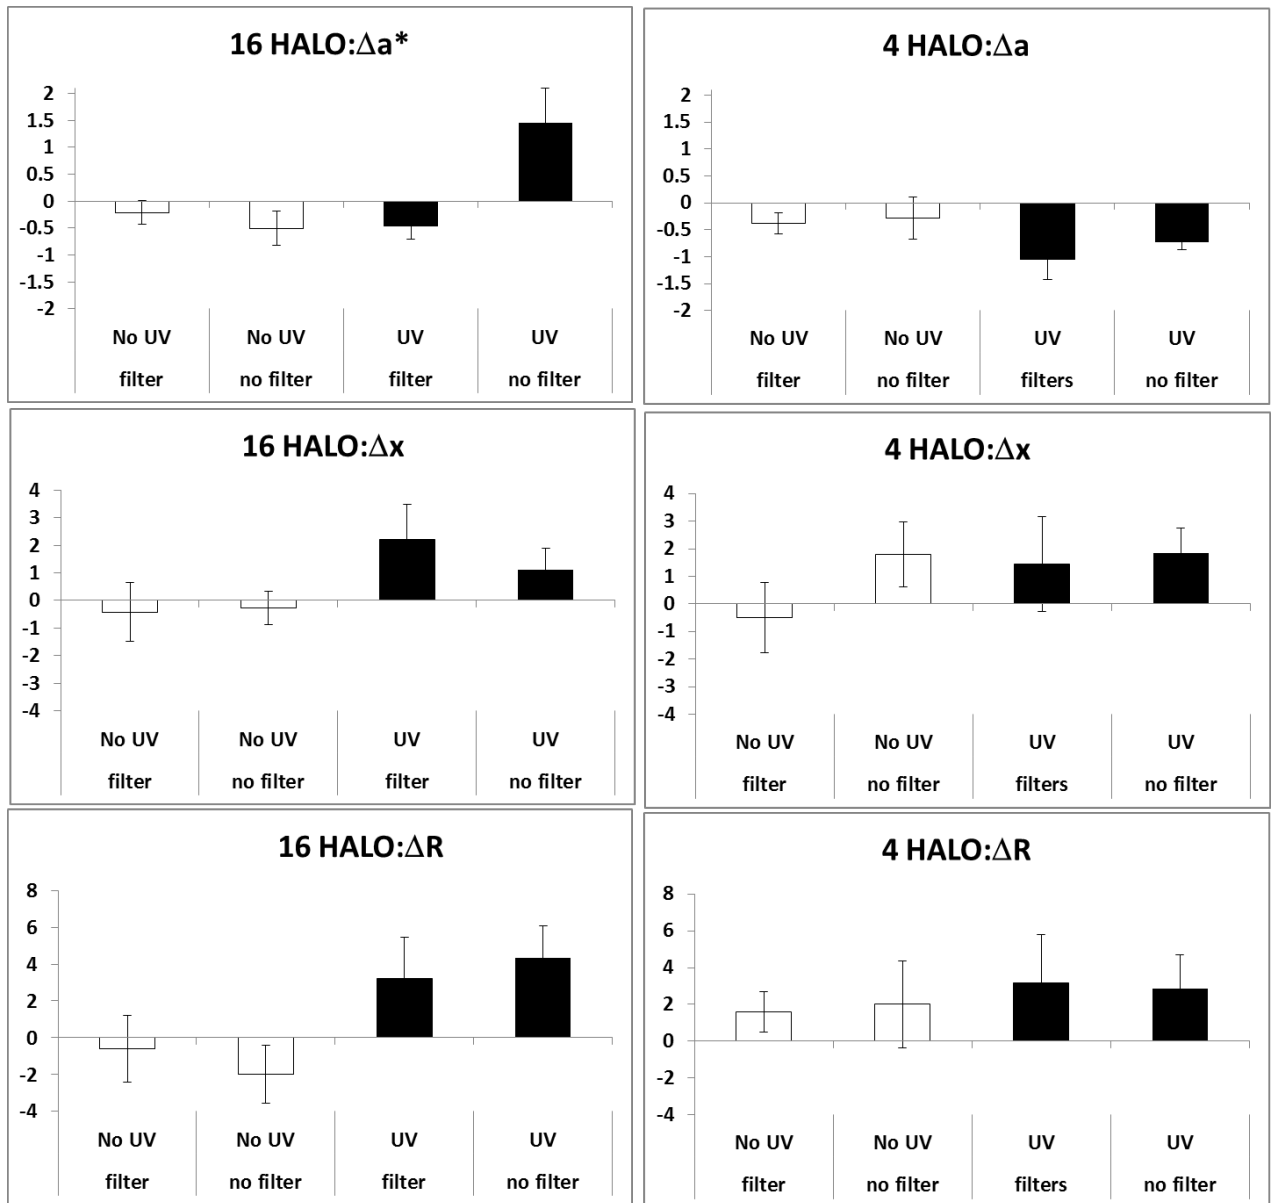 16 HALO:Δa*
2
1.5
1
0.5
0
-0.5
-1
-1.5
-2
No UV No UV UV UV
filter no filter filter no filter
4 HALO:Δa
2
1.5
1
0.5
0
-0.5
-1
-1.5
-2
No UV No UV UV UV
filter no filter filters no filter
16 HALO:Δx
4
3
2
1
0
-1
-2
-3
-4
No UV No UV UV UV
filter no filter filter no filter
4 HALO:Δx
4
3
2
1
0
-1
-2
-3
-4
No UV No UV UV UV
filter no filter filters no filter
16 HALO:ΔR
8
6
4
2
0
-2
-4
No UV No UV UV UV
filter no filter filter no filter
4 HALO:ΔR
8
6
4
2
0
-2
-4
No UV No UV UV UV
filter no filter filters no filter